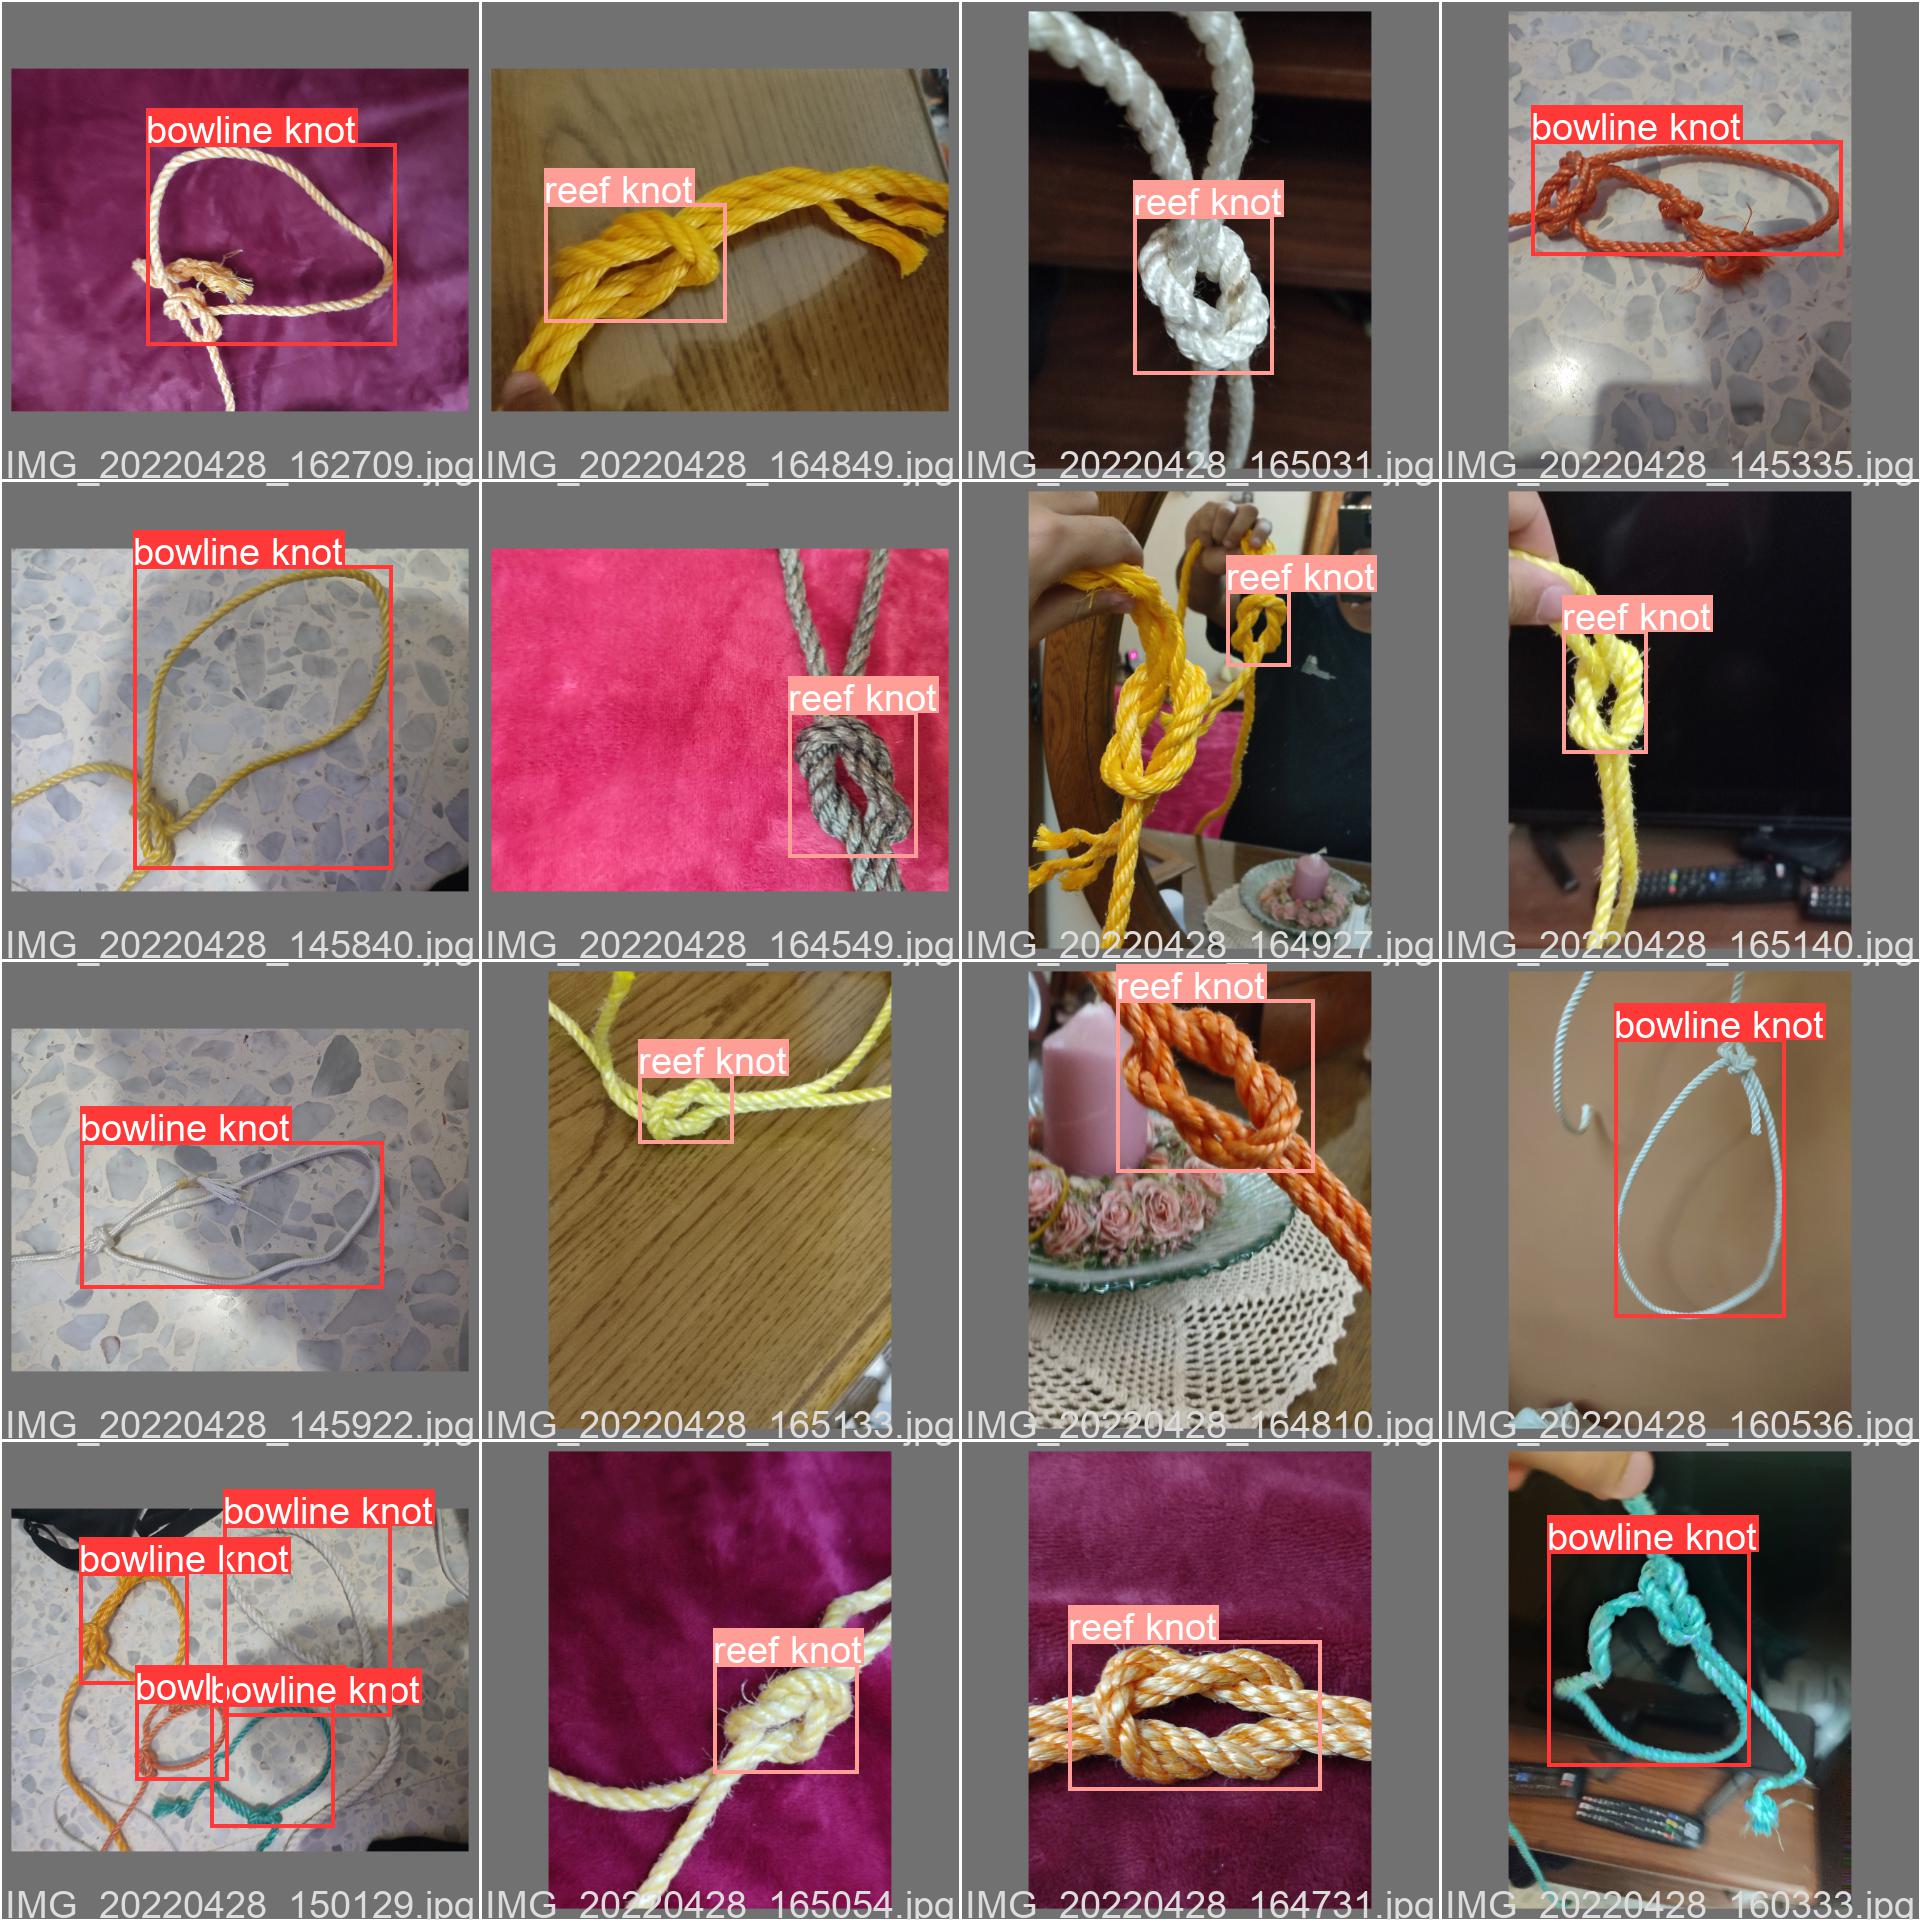 bowline knot
reef knot
reef knot
bowline knot
IMG_20220428_162709.jpg
IMG_20220428_164849.jpg
IMG_20220428_165031.jpg
IMG_20220428_145335.jpg
bowline knot
reef knot
reef knot
reef knot
IMG_20220428_145840.jpg
IMG_20220428_164549.jpg
IMG_20220428_164927.jpg
IMG_20220428_165140.jpg
bowline knot
reef knot
reef knot
bowline knot
IMG_20220428_145922.jpg
IMG_20220428_165133.jpg
IMG_20220428_164810.jpg
IMG_20220428_160536.jpg
bowline knot
bowline knot
bowl
bowline knot
reef knot
reef knot
bowline knot
IMG_20220428_150129.jpg
IMG_20220428_165054.jpg
IMG_20220428_164731.jpg
IMG_20220428_160333.jpg